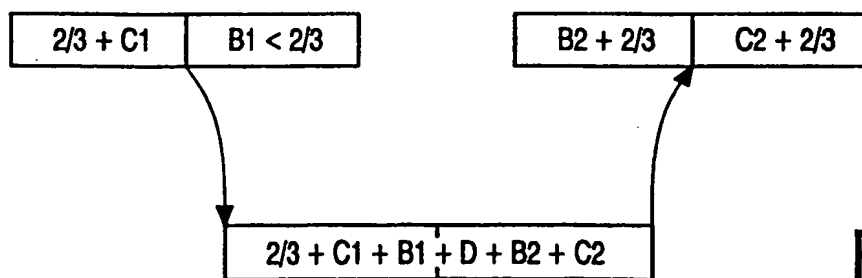 2/3 + C1 B1 < 2/3 B2 + 2/3 C2 + 2/3
2/3 + C1 + B1 + D + B2 + C2